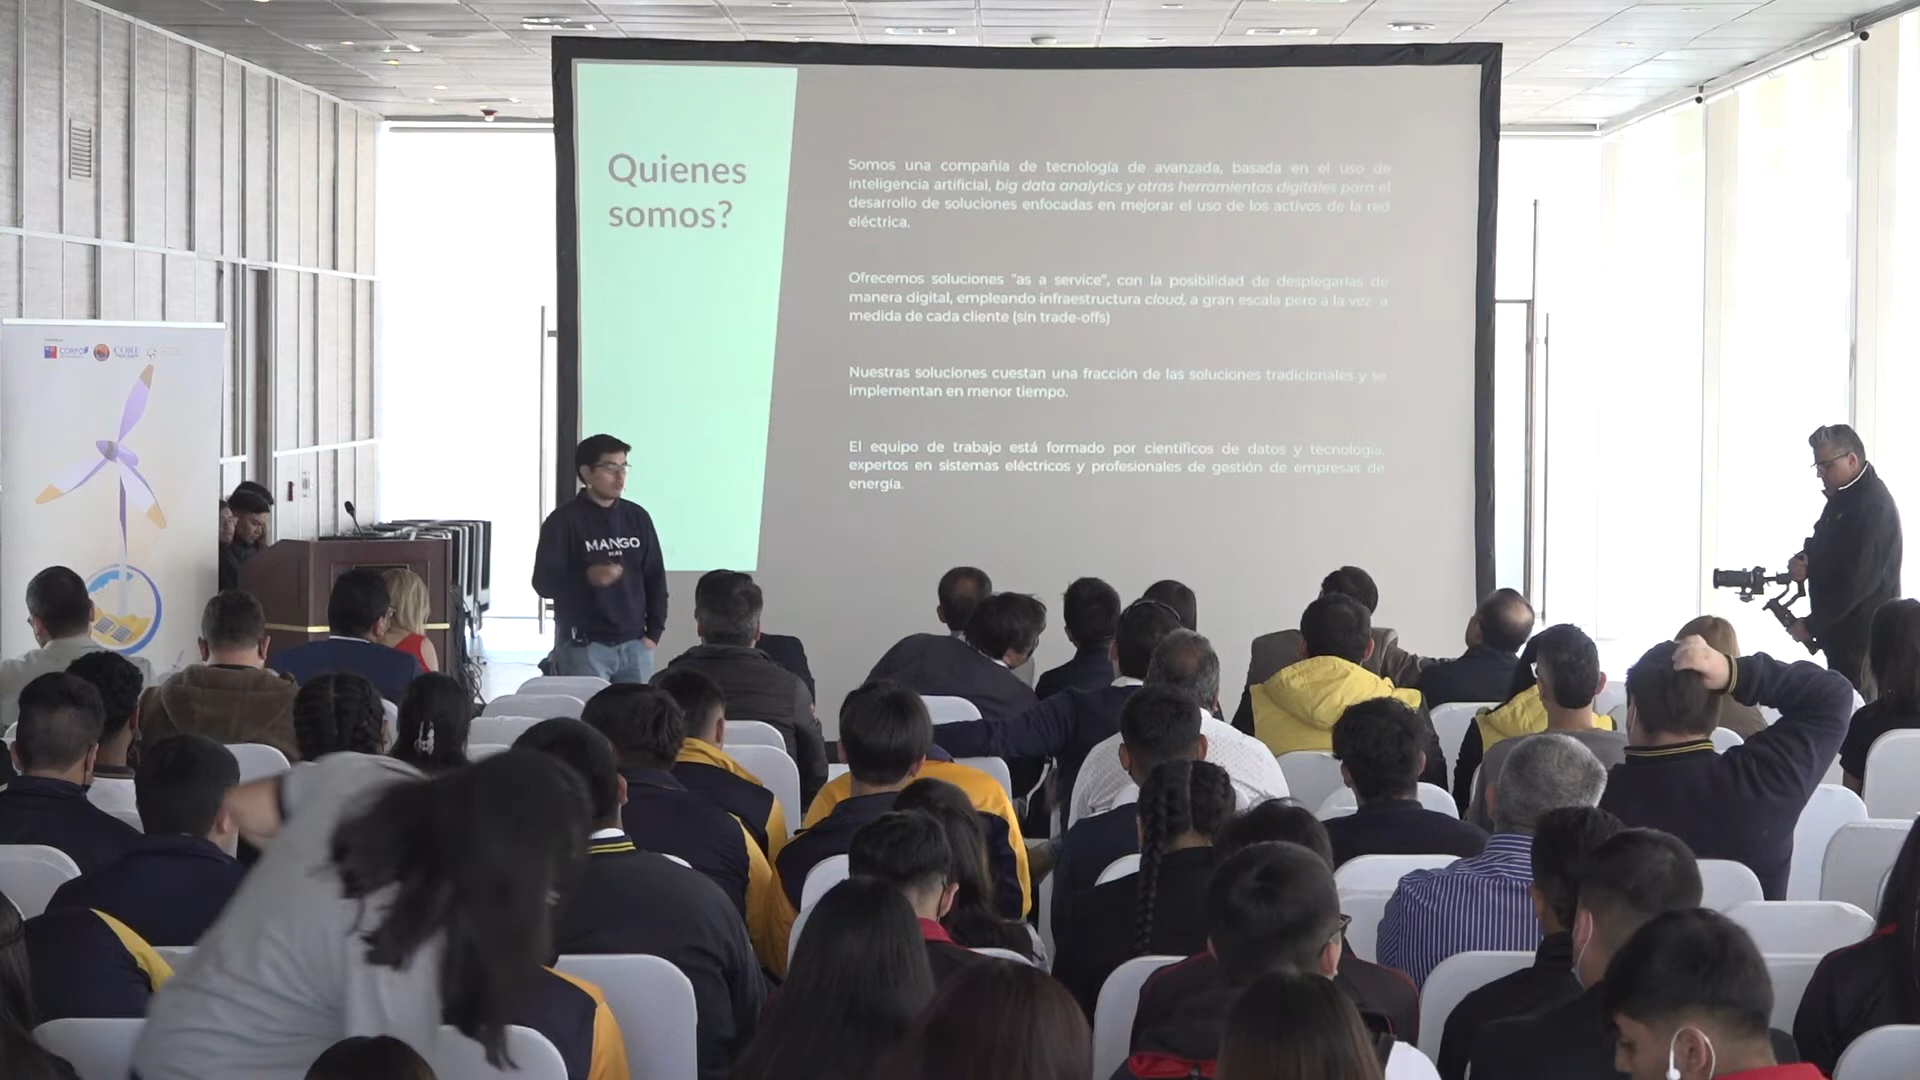 Quienes
somos?
Somos una compañía de tecnología de avanzada, basada en el uso de
inteligencia artificial, big data analytics y otras herramientas digitales para el
desarrollo de soluciones enfocadas en mejorar el uso de los activos de la red
eléctrica.
Ofrecemos soluciones "as a service", con la posibilidad de desplegarlas de
manera digital, empleando infraestructura cloud, a gran escala pero a la vez a
medida de cada cliente (sin trade-offs)
Nuestras soluciones cuestan una fracción de las soluciones tradicionales y se
implementan en menor tiempo.
El equipo de trabajo está formado por científicos de datos y tecnología,
expertos en sistemas eléctricos y profesionales de gestión de empresas de
energía.
CORFO
CORE
MANGO